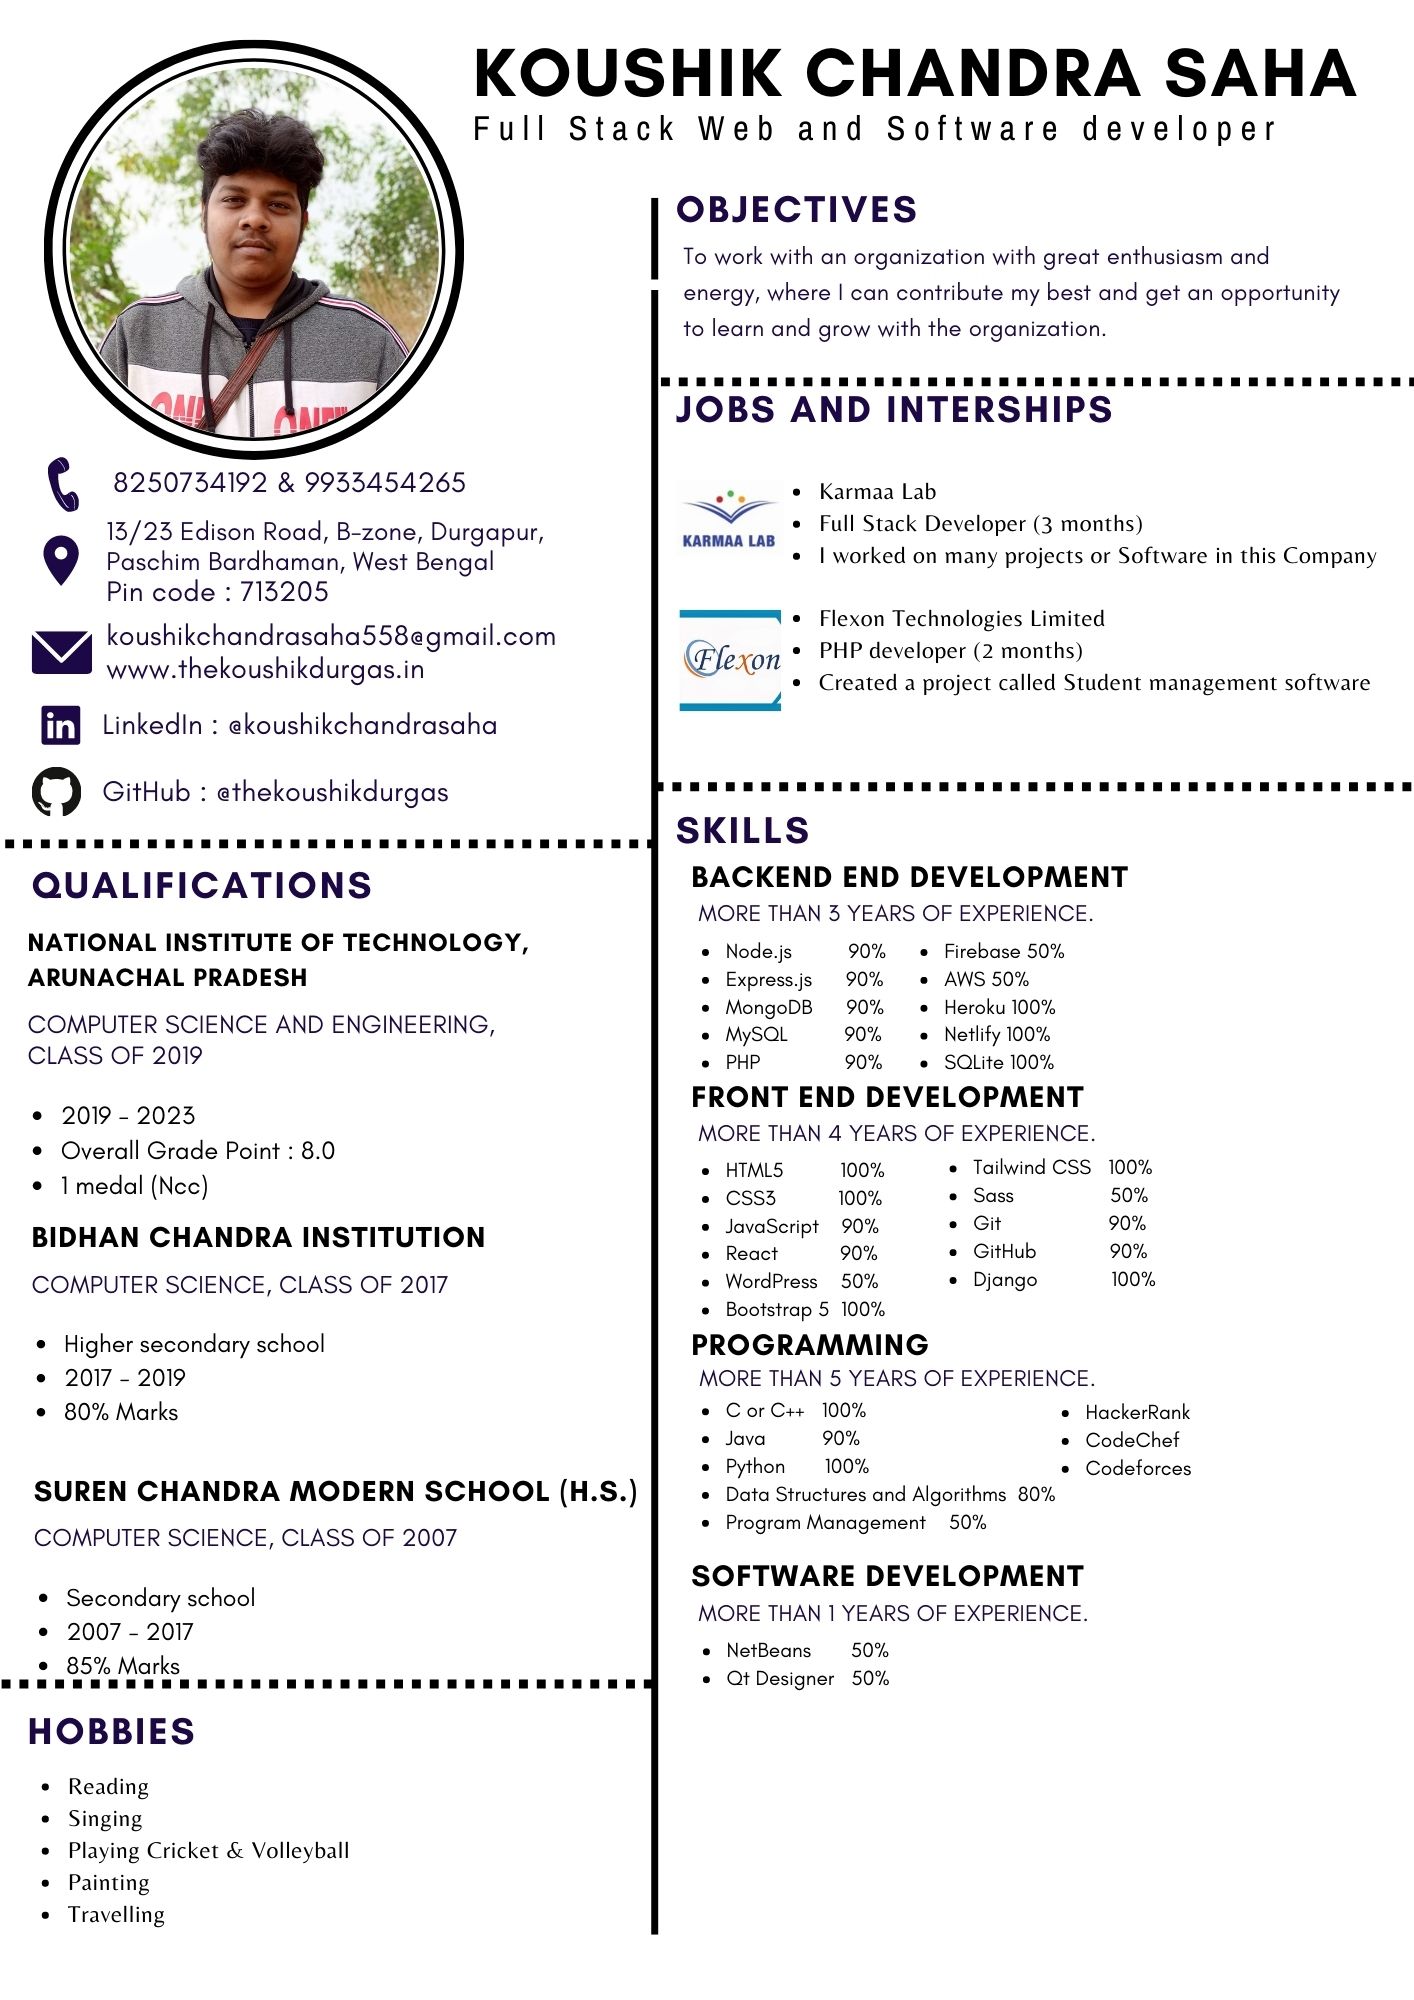 KOUSHIK CHANDRA SAHA
Full Stack Web and Software developer
8250734192 & 9933454265
13/23 Edison Road, B-zone, Durgapur,
Paschim Bardhaman, West Bengal
Pin code : 713205
koushikchandrasaha558@gmail.com
www.thekoushikdurgas.in
LinkedIn : @koushikchandrasaha
GitHub : @thekoushikdurgas
QUALIFICATIONS
NATIONAL INSTITUTE OF TECHNOLOGY,
ARUNACHAL PRADESH
COMPUTER SCIENCE AND ENGINEERING,
CLASS OF 2019
• 2019 - 2023
• Overall Grade Point : 8.0
• 1 medal (Ncc)
BIDHAN CHANDRA INSTITUTION
COMPUTER SCIENCE, CLASS OF 2017
• Higher secondary school
• 2017 - 2019
• 80% Marks
SUREN CHANDRA MODERN SCHOOL (H.S.)
COMPUTER SCIENCE, CLASS OF 2007
• Secondary school
• 2007 - 2017
• 85% Marks
HOBBIES
• Reading
• Singing
• Playing Cricket & Volleyball
• Painting
• Travelling
OBJECTIVES
To work with an organization with great enthusiasm and
energy, where I can contribute my best and get an opportunity
to learn and grow with the organization.
JOBS AND INTERSHIPS
KARMAA LAB
• Karmaa Lab
• Full Stack Developer (3 months)
• I worked on many projects or Software in this Company
Flexon
• Flexon Technologies Limited
• PHP developer (2 months)
• Created a project called Student management software
SKILLS
BACKEND END DEVELOPMENT
MORE THAN 3 YEARS OF EXPERIENCE.
• Node.js 90%
• Express.js 90%
• MongoDB 90%
• MySQL 90%
• PHP 90%
• Firebase 50%
• AWS 50%
• Heroku 100%
• Netlify 100%
• SQLite 100%
FRONT END DEVELOPMENT
MORE THAN 4 YEARS OF EXPERIENCE.
• HTML5 100%
• CSS3 100%
• JavaScript 90%
• React 90%
• WordPress 50%
• Bootstrap 5 100%
• Tailwind CSS 100%
• Sass 50%
• Git 90%
• GitHub 90%
• Django 100%
PROGRAMMING
MORE THAN 5 YEARS OF EXPERIENCE.
• C or C++ 100%
• Java 90%
• Python 100%
• Data Structures and Algorithms 80%
• Program Management 50%
• HackerRank
• CodeChef
• Codeforces
SOFTWARE DEVELOPMENT
MORE THAN 1 YEARS OF EXPERIENCE.
• NetBeans 50%
• Qt Designer 50%